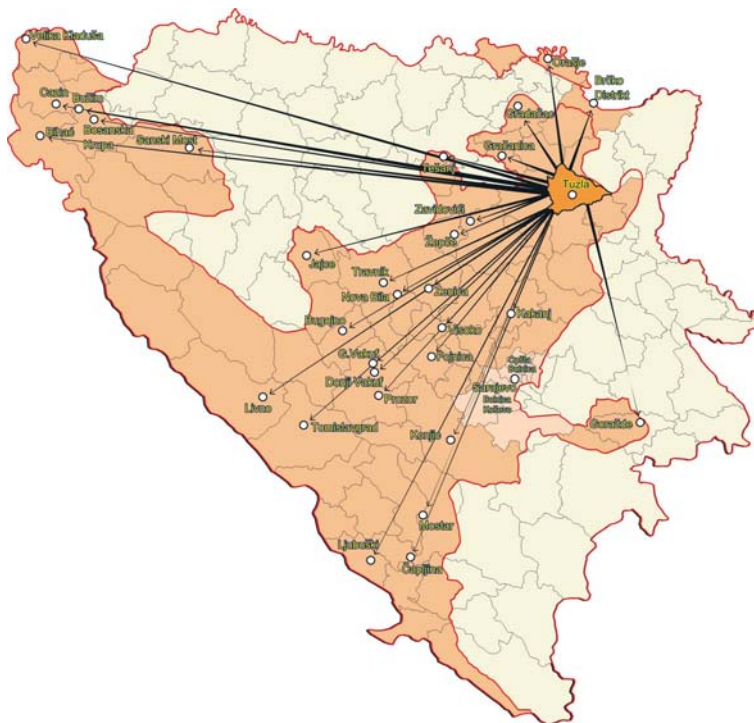 Velika Kladuša
Orašje
Brčko
Distrikt
Cazin
Bužim
Gradačac
Bosanska
Krupa
Bihać
Sanski Most
Gračanica
Tešanj
Tuzla
Zavidovići
Žepče
Jajce
Travnik
Nova Bila
Zenica
Kakanj
Bugojno
Visoko
G.Vakuf
Fojnica
Donji Vakuf
Sarajevo
Prozor
Livno
Tomislavgrad
Goražde
Konjic
Mostar
Ljubuški
Čapljina